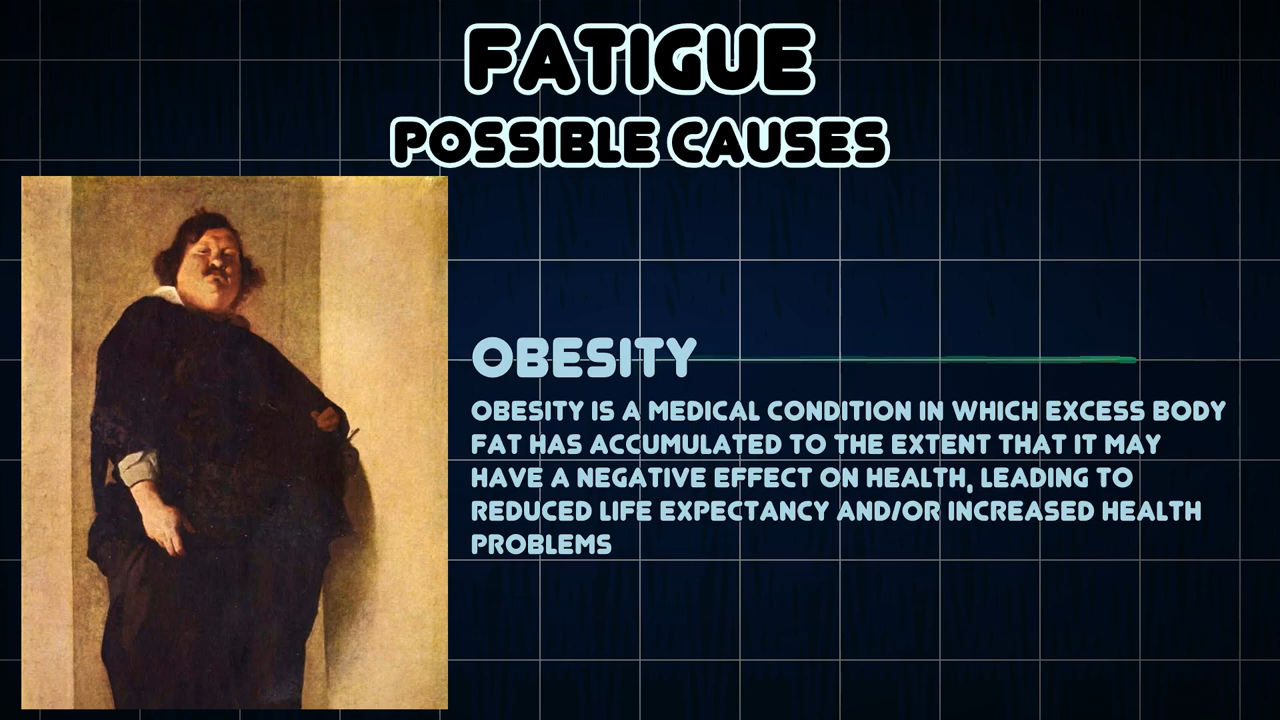 FATIGUE
POSSIBLE CAUSES
OBESITY
OBESITY IS A MEDICAL CONDITION IN WHICH EXCESS BODY
FAT HAS ACCUMULATED TO THE EXTENT THAT IT MAY
HAVE A NEGATIVE EFFECT ON HEALTH, LEADING TO
REDUCED LIFE EXPECTANCY AND/OR INCREASED HEALTH
PROBLEMS